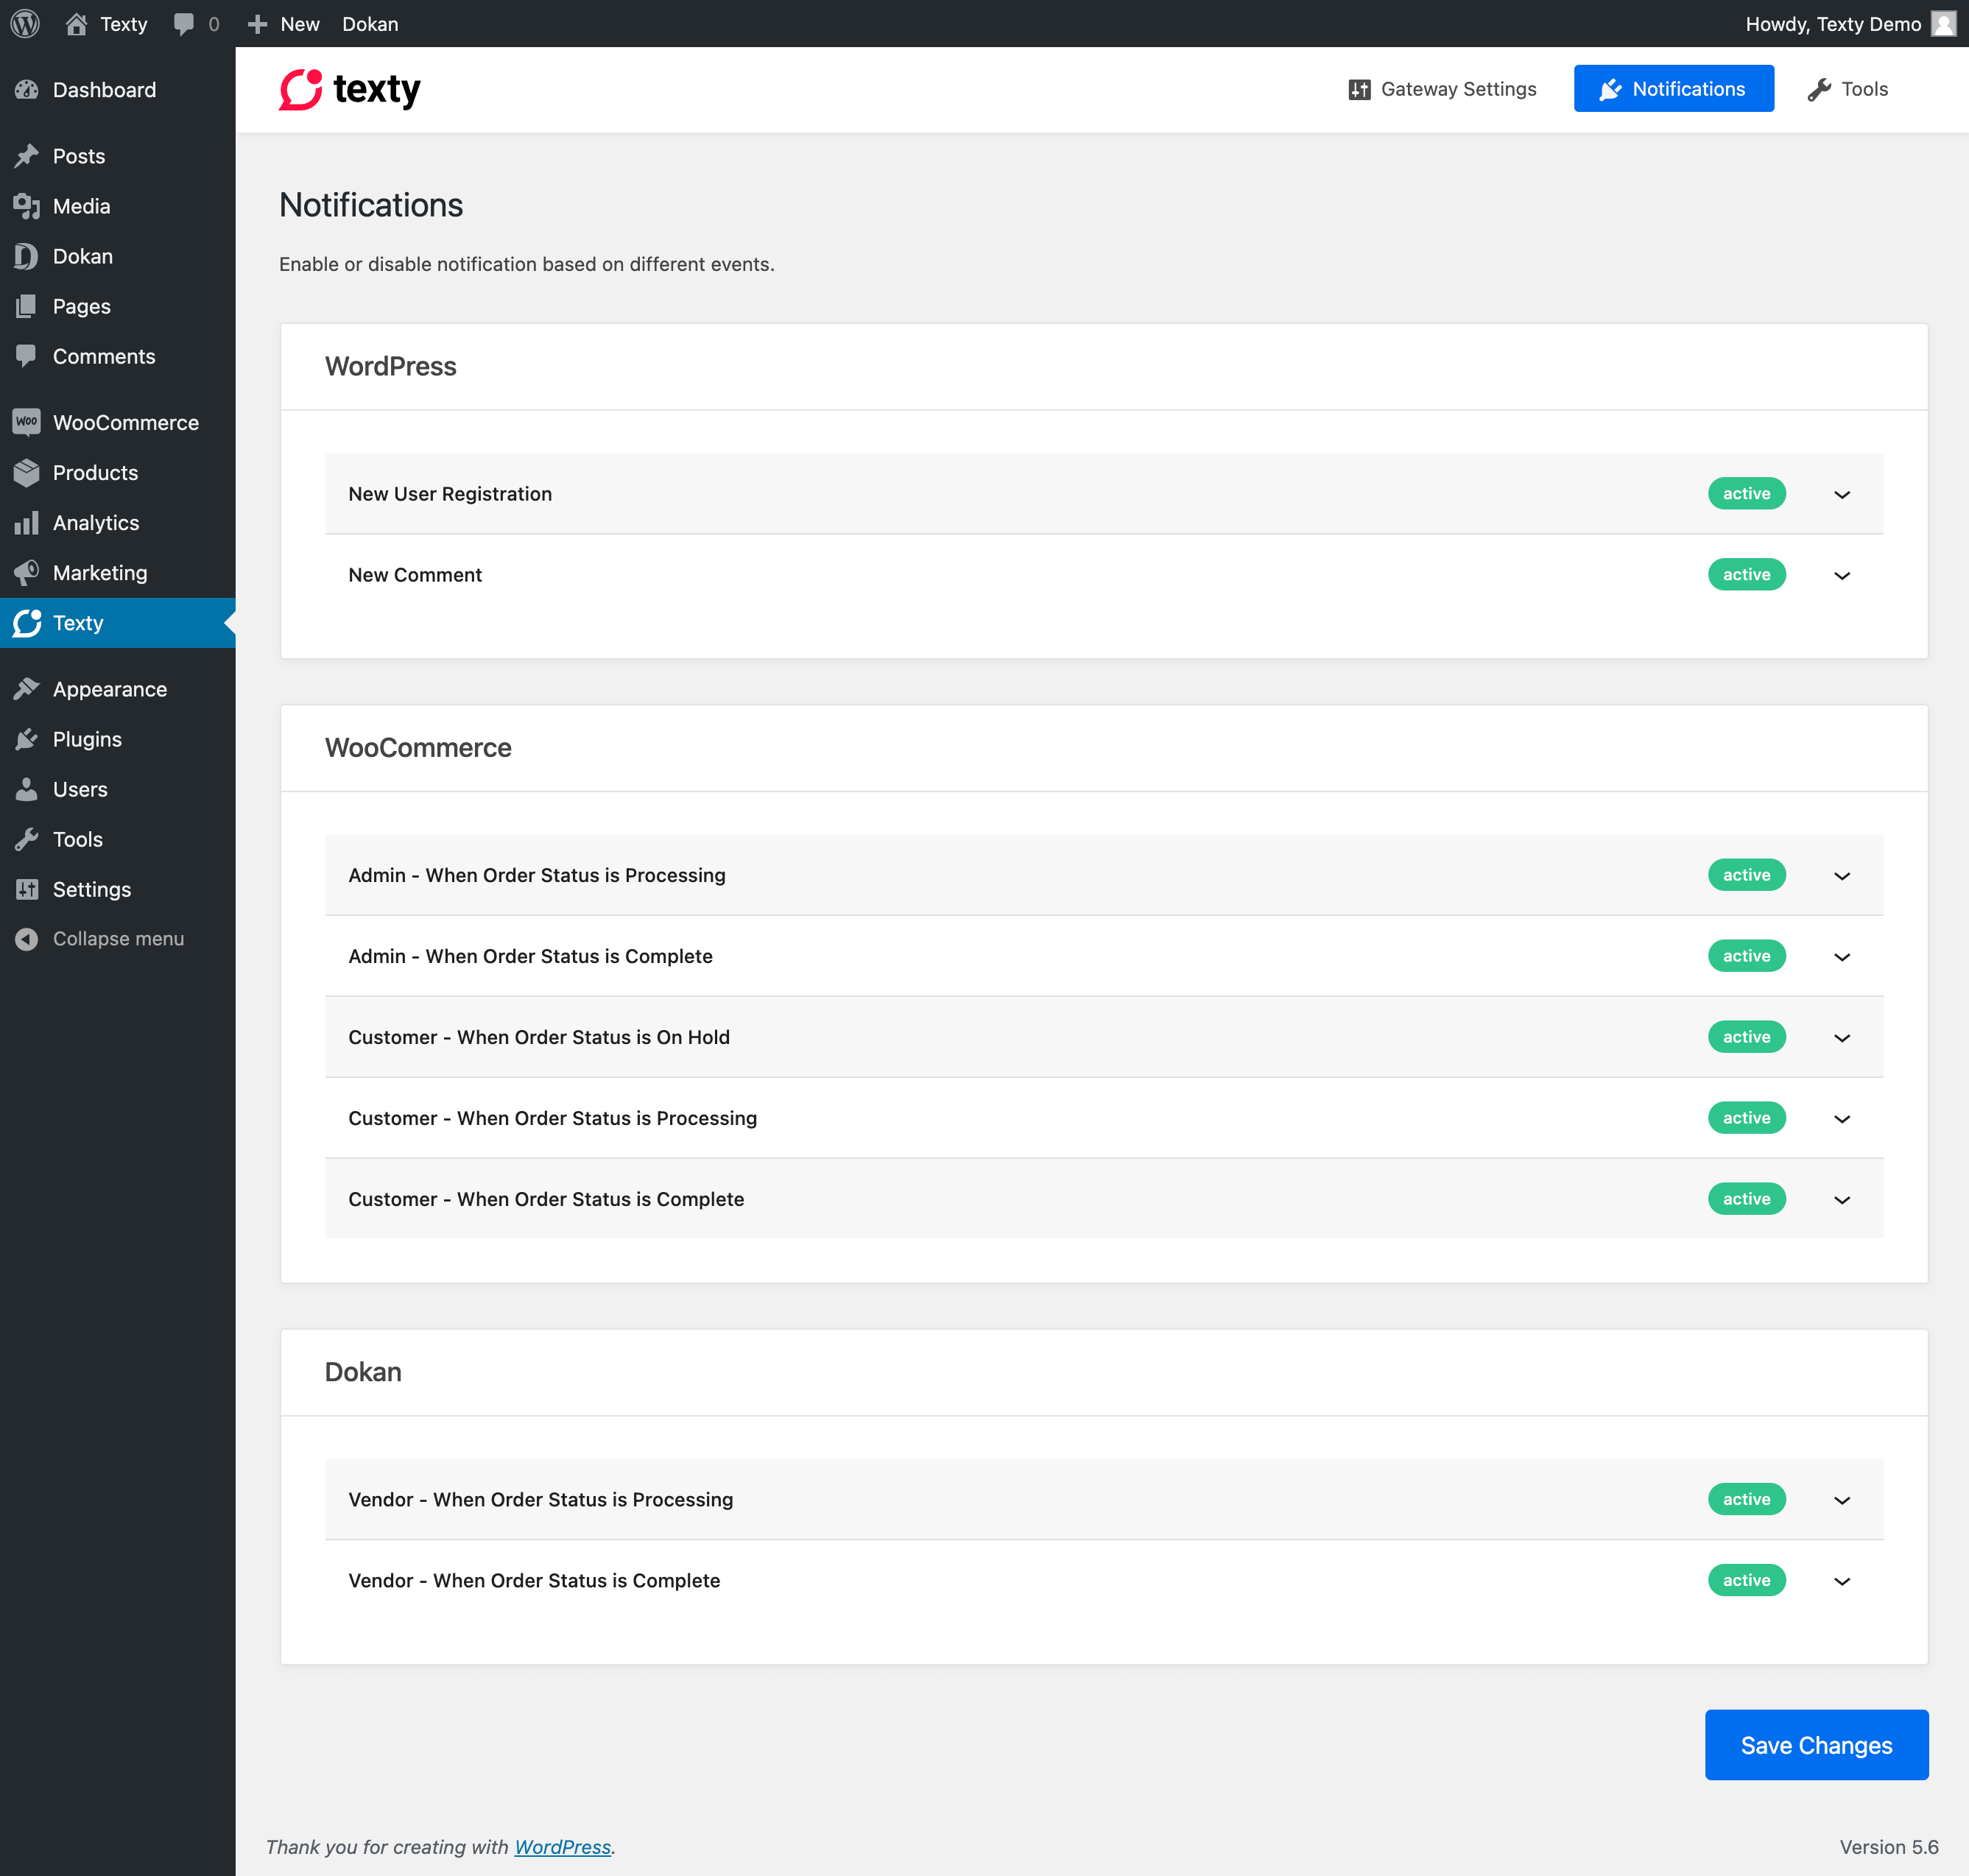 Texty 0 New Dokan Howdy, Texty Demo
Dashboard
Posts
Media
Dokan
Pages
Comments
Woo WooCommerce
Products
Analytics
Marketing
Texty
Appearance
Plugins
Users
Tools
Settings
Collapse menu
texty Gateway Settings Notifications Tools
Notifications
Enable or disable notification based on different events.
WordPress
New User Registration active
New Comment active
WooCommerce
Admin - When Order Status is Processing active
Admin - When Order Status is Complete active
Customer - When Order Status is On Hold active
Customer - When Order Status is Processing active
Customer - When Order Status is Complete active
Dokan
Vendor - When Order Status is Processing active
Vendor - When Order Status is Complete active
Save Changes
Thank you for creating with WordPress. Version 5.6